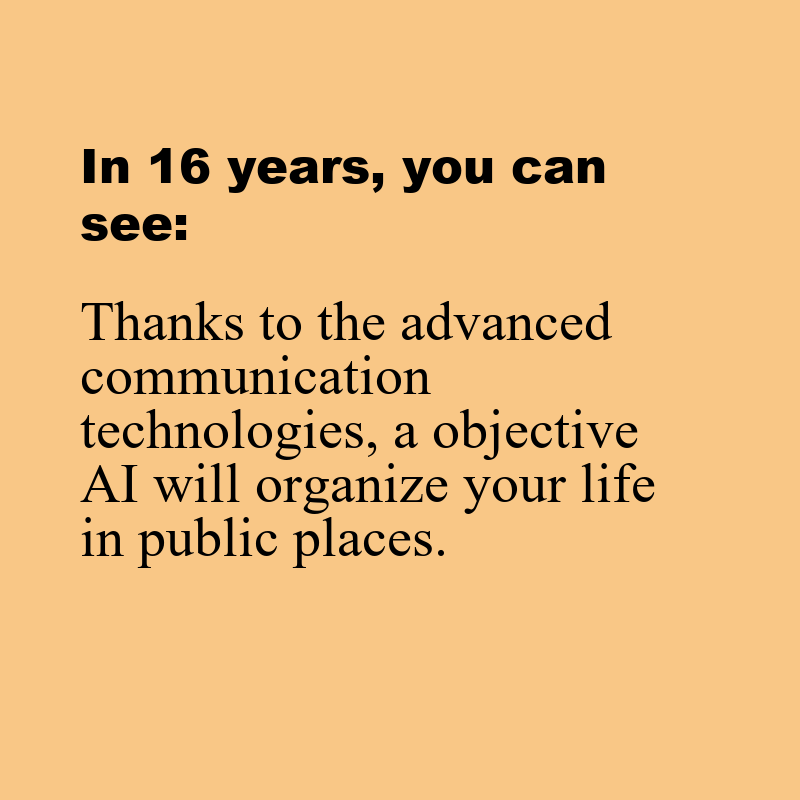 In 16 years, you can
see:
Thanks to the advanced
communication
technologies, a objective
AI will organize your life
in public places.